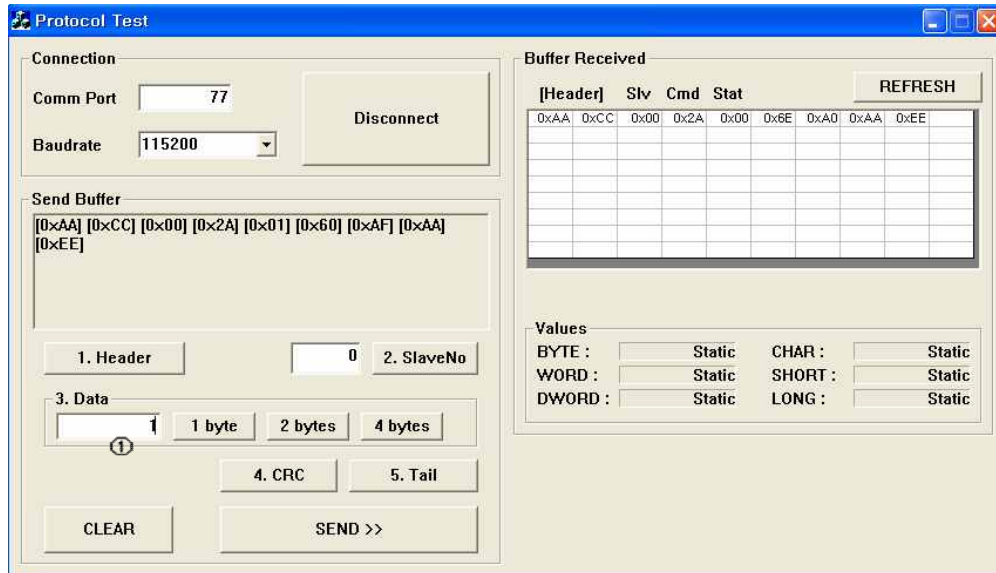 Protocol Test
Connection
Comm Port 77
Baudrate 115200
Disconnect
Send Buffer
[0xAA] [0xCC] [0x00] [0x2A] [0x01] [0x60] [0xAF] [0xAA]
[0xEE]
1. Header 0 2. SlaveNo
3. Data
1 1 byte 2 bytes 4 bytes
①
4. CRC 5. Tail
CLEAR SEND >>
Buffer Received
REFRESH
[Header] Slv Cmd Stat
0xAA 0xCC 0x00 0x2A 0x00 0x6E 0xA0 0xAA 0xEE
Values
BYTE : Static CHAR : Static
WORD : Static SHORT : Static
DWORD : Static LONG : Static